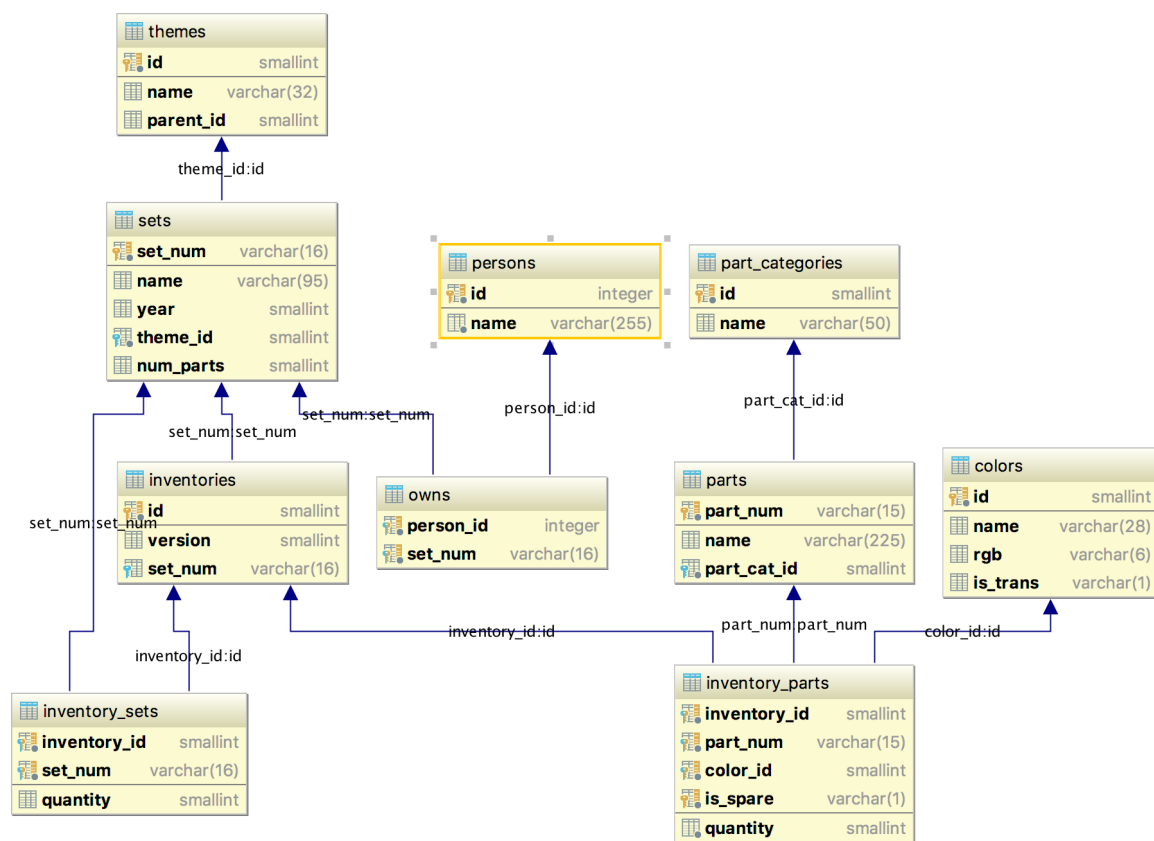 themes
id smallint
name varchar(32)
parent_id smallint
theme_id:id
sets
set_num varchar(16)
name varchar(95)
year smallint
theme_id smallint
num_parts smallint
persons
id integer
name varchar(255)
part_categories
id smallint
name varchar(50)
set_num:set_num
set_num:set_num
set_num:set_num
person_id:id
part_cat_id:id
inventories
id smallint
version smallint
set_num varchar(16)
owns
person_id integer
set_num varchar(16)
parts
part_num varchar(15)
name varchar(225)
part_cat_id smallint
colors
id smallint
name varchar(28)
rgb varchar(6)
is_trans varchar(1)
inventory_id:id
inventory_id:id
part_num:part_num
color_id:id
inventory_sets
inventory_id smallint
set_num varchar(16)
quantity smallint
inventory_parts
inventory_id smallint
part_num varchar(15)
color_id smallint
is_spare varchar(1)
quantity smallint